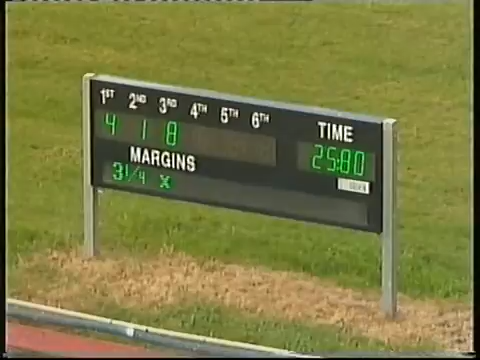 1ST 2ND 3RD 4TH 5TH 6TH
4 1 8
TIME
25:80
MARGINS
3 1/4